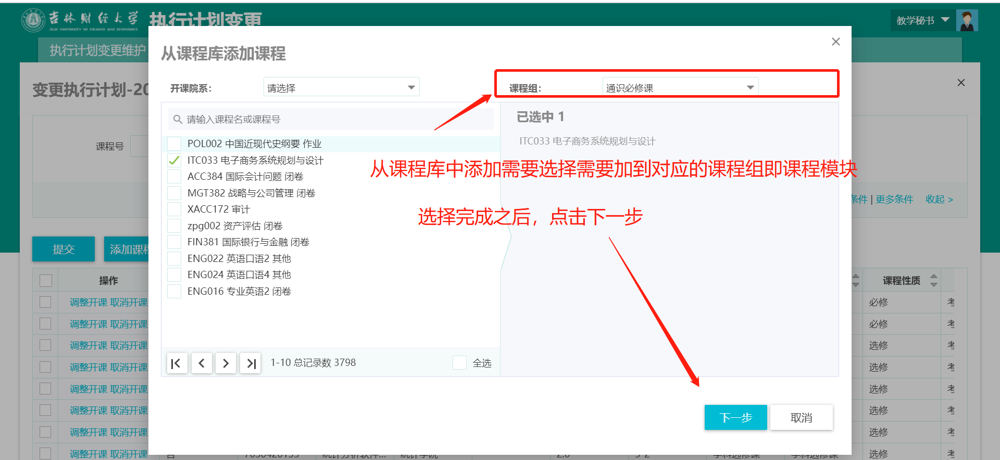 吉林财经大学 执行计划变更
JILIN UNIVERSITY OF FINANCE AND ECONOMICS
教学秘书
执行计划变更维护
从课程库添加课程
变更执行计划-20
开课院系: 请选择 课程组: 通识必修课
请输入课程名或课程号
已选中 1
ITC033 电子商务系统规划与设计
课程号
POL002 中国近现代史纲要 作业
ITC033 电子商务系统规划与设计
ACC384 国际会计问题 闭卷
MGT382 战略与公司管理 闭卷
XACC172 审计
zpg002 资产评估 闭卷
FIN381 国际银行与金融 闭卷
ENG022 英语口语2 其他
ENG024 英语口语4 其他
ENG016 专业英语2 闭卷
从课程库中添加需要选择需要加到对应的课程组即课程模块
选择完成之后，点击下一步
条件 | 更多条件 收起 >
提交 添加课程
操作 课程性质
调整开课 取消开课 必修 考
调整开课 取消开课 必修 考
调整开课 取消开课 选修 考
调整开课 取消开课 选修 考
调整开课 取消开课 选修 考
调整开课 取消开课 选修 考
调整开课 取消开课 选修 考
调整开课 取消开课 选修 考
1-10 总记录数 3798 全选
下一步 取消